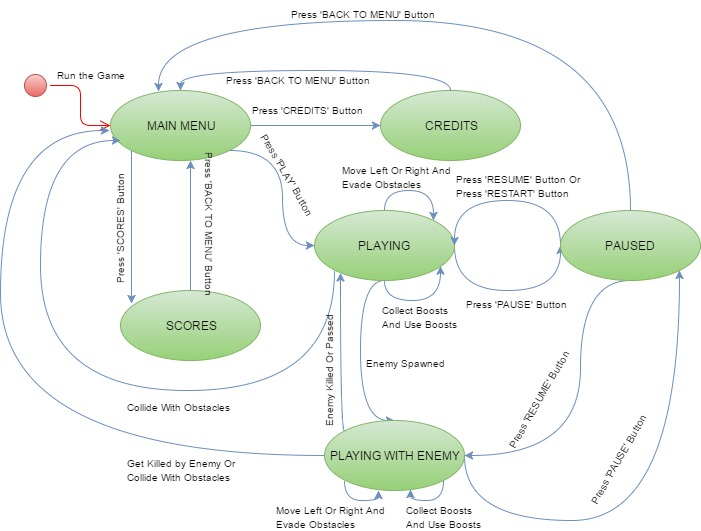 Press 'BACK TO MENU' Button
Run the Game
Press 'BACK TO MENU' Button
Press 'CREDITS' Button
MAIN MENU
CREDITS
Press 'PLAY' Button
Press 'SCORES' Button
Press 'BACK TO MENU' Button
Move Left Or Right And
Evade Obstacles
Press 'RESUME' Button Or
Press 'RESTART' Button
PLAYING
PAUSED
Press 'PAUSE' Button
Collect Boosts
And Use Boosts
SCORES
Enemy Killed Or Passed
Enemy Spawned
Press 'RESUME' Button
Collide With Obstacles
Press 'PAUSE' Button
PLAYING WITH ENEMY
Get Killed by Enemy Or
Collide With Obstacles
Move Left Or Right And
Evade Obstacles
Collect Boosts
And Use Boosts